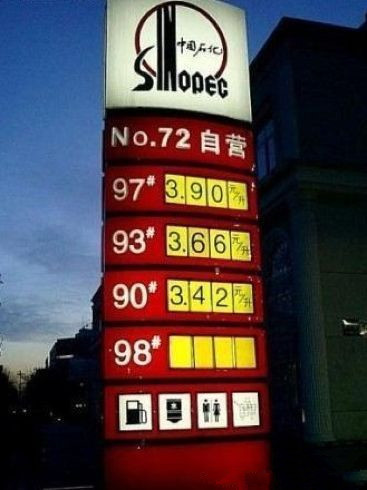 中国石化
SINOPEC
No.72 自营
97# 3.90 元/升
93# 3.66 元/升
90# 3.42 元/升
98#